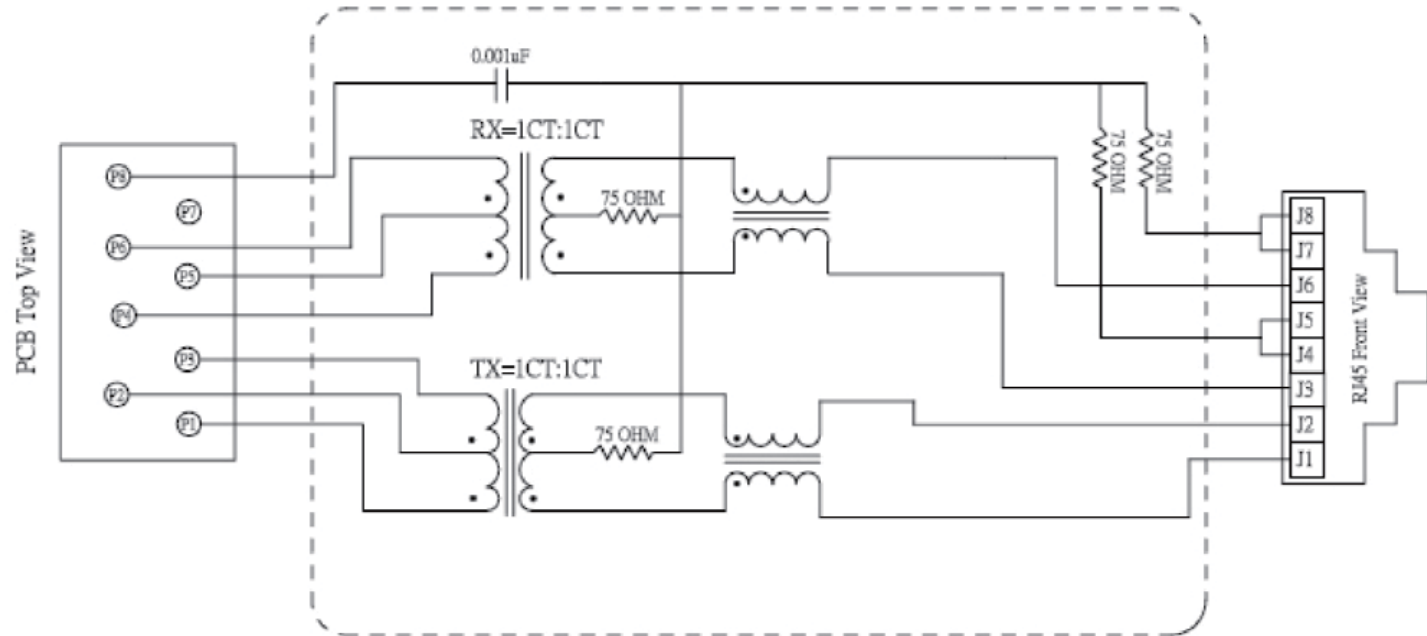 0.001uF
RX=1CT:1CT
75 OHM
75 OHM
75 OHM
P8
P7
P6
P5
P4
P3
P2
P1
PCB Top View
TX=1CT:1CT
75 OHM
J8
J7
J6
J5
J4
J3
J2
J1
RJ45 Front View